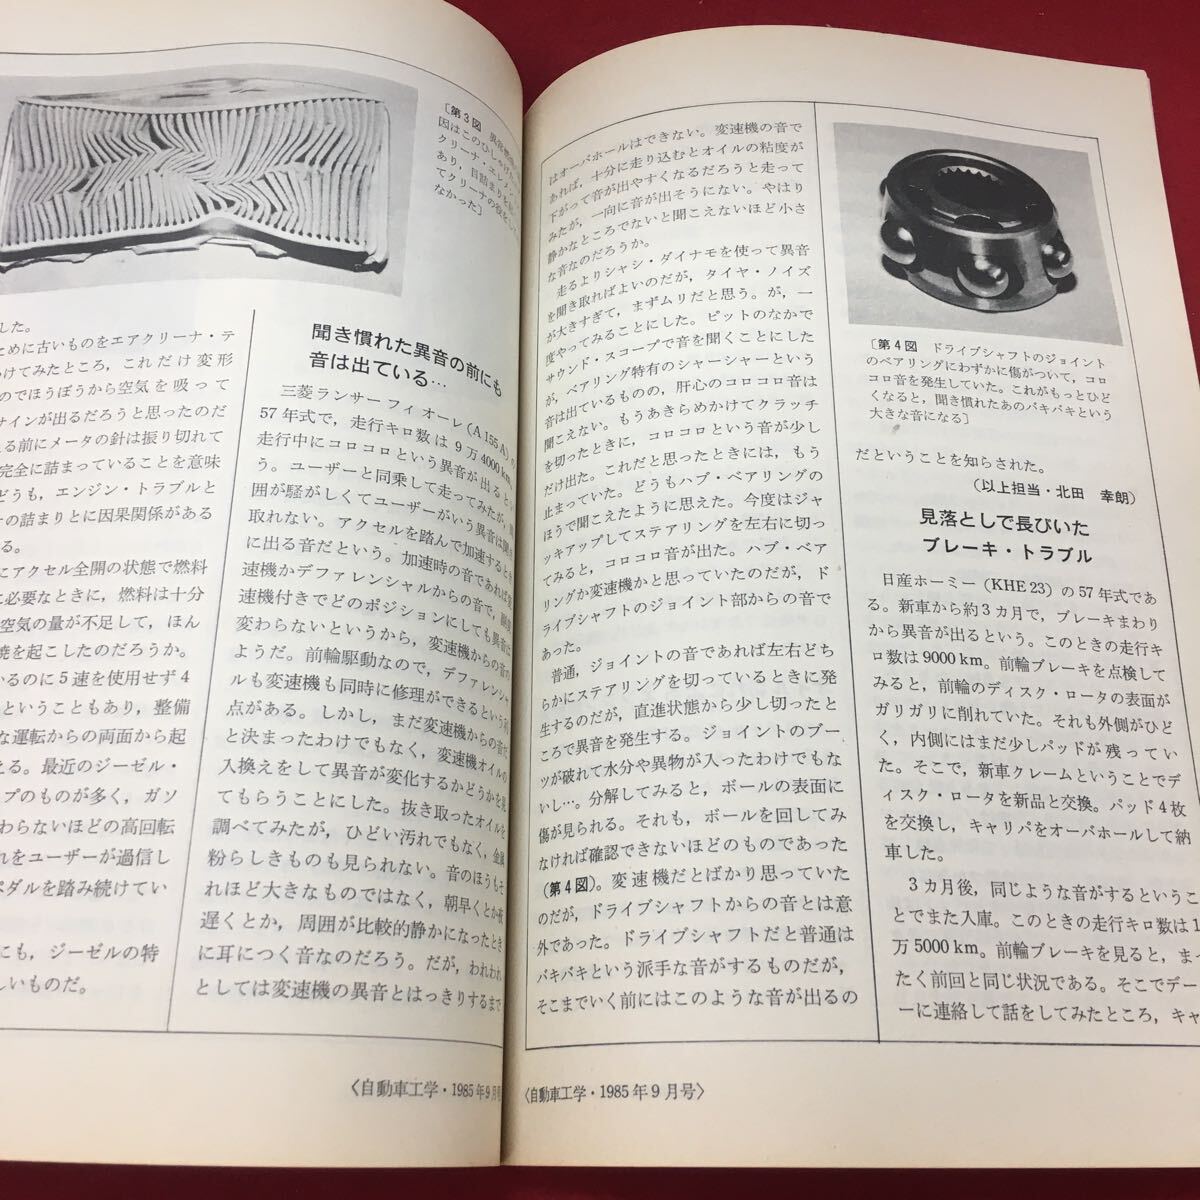 〔第3図 異常燃
因はこのひしゃげ
クリーナ・エレメン
あり，目詰まりを
てクリーナの役を
なかった〕
した。
ために古いものをエアクリーナ・テ
つけてみたところ，これだけ変形
のでほうぼうから空気を吸って
サインが出るだろうと思ったのだ
る前にメータの針は振り切れて
完全に詰まっていることを意味
どうも，エンジン・トラブルと
の詰まりとに因果関係がある
る。
にアクセル全開の状態で燃料
に必要なときに，燃料は十分
空気の量が不足して，ほん
焼を起こしたのだろうか。
いるのに5速を使用せず4
ということもあり，整備
な運転からの両面から起
える。最近のジーゼル・
プのものが多く，ガソ
わらないほどの高回転
れをユーザーが過信し
ペダルを踏み続けてい
にも，ジーゼルの特
しいものだ。
聞き慣れた異音の前にも
音は出ている…
三菱ランサーフィオーレ(A 155 A)の
57年式で，走行キロ数は9万4000 km
走行中にコロコロという異音が出るとい
う。ユーザーと同乗して走ってみたが，周
囲が騒がしくてユーザーがいう異音は聞き
取れない。アクセルを踏んで加速するとき
に出る音だという。加速時の音であれば変
速機かデファレンシャルからの音で，副変
速機付きでどのポジションにしても異音は
変わらないというから，変速機からの音の
ようだ。前輪駆動なので，デファレンシャ
ルも変速機も同時に修理ができるという利
点がある。しかし，まだ変速機からの音だ
と決まったわけでもなく，変速機オイルの
入換えをして異音が変化するかどうかを見
てもらうことにした。抜き取ったオイルを
調べてみたが，ひどい汚れでもなく，金属
粉らしきものも見られない。音のほうもそ
れほど大きなものではなく，朝早くとか夜
遅くとか，周囲が比較的静かになったとき
に耳につく音なのだろう。だが，われわれ
としては変速機の異音とはっきりするまで
〈自動車工学・1985年9月号
はオーバホールはできない。変速機の音で
あれば，十分に走り込むとオイルの粘度が
下がって音が出やすくなるだろうと走って
みたが，一向に音が出そうにない。やはり
静かなところでないと聞こえないほど小さ
な音なのだろうか。
走るよりシャシ・ダイナモを使って異音
を聞き取ればよいのだが，タイヤ・ノイズ
が大きすぎて，まずムリだと思う。が，一
度やってみることにした。ピットのなかで
サウンド・スコープで音を聞くことにした
が，ベアリング特有のシャーシャーという
音は出ているものの，肝心のコロコロ音は
聞こえない。もうあきらめかけてクラッチ
を切ったときに，コロコロという音が少し
だけ出た。これだと思ったときには，もう
止まっていた。どうもハブ・ベアリングの
ほうで聞こえたように思えた。今度はジャ
ッキアップしてステアリングを左右に切っ
てみると，コロコロ音が出た。ハブ・ベア
リングか変速機かと思っていたのだが，ド
ライブシャフトのジョイント部からの音で
あった。
普通，ジョイントの音であれば左右どち
らかにステアリングを切っているときに発
生するのだが，直進状態から少し切ったと
ころで異音を発生する。ジョイントのブー
ツが破れて水分や異物が入ったわけでもな
いし…。分解してみると，ボールの表面に
傷が見られる。それも，ボールを回してみ
なければ確認できないほどのものであった
(第4図)。変速機だとばかり思っていた
のだが，ドライブシャフトからの音とは意
外であった。ドライブシャフトだと普通は
バキバキという派手な音がするものだが，
そこまでいく前にはこのような音が出るの
〔第4図 ドライブシャフトのジョイント
のベアリングにわずかに傷がついて，コロ
コロ音を発生していた。これがもっとひど
くなると，聞き慣れたあのバキバキという
大きな音になる〕
だということを知らされた。
(以上担当・北田 幸朗)
見落としで長びいた
ブレーキ・トラブル
日産ホーミー(KHE 23)の57年式であ
る。新車から約3カ月で，ブレーキまわり
から異音が出るという。このときの走行キ
ロ数は9000 km。前輪ブレーキを点検して
みると，前輪のディスク・ロータの表面が
ガリガリに削れていた。それも外側がひど
く，内側にはまだ少しパッドが残ってい
た。そこで，新車クレームということでデ
ィスク・ロータを新品と交換。パッド4枚
を交換し，キャリパをオーバホールして納
車した。
3カ月後，同じような音がするというこ
とでまた入庫。このときの走行キロ数は1
万5000 km。前輪ブレーキを見ると，まっ
たく前回と同じ状況である。そこでデー
ーに連絡して話をしてみたところ，キャ
〈自動車工学・1985年9月号〉